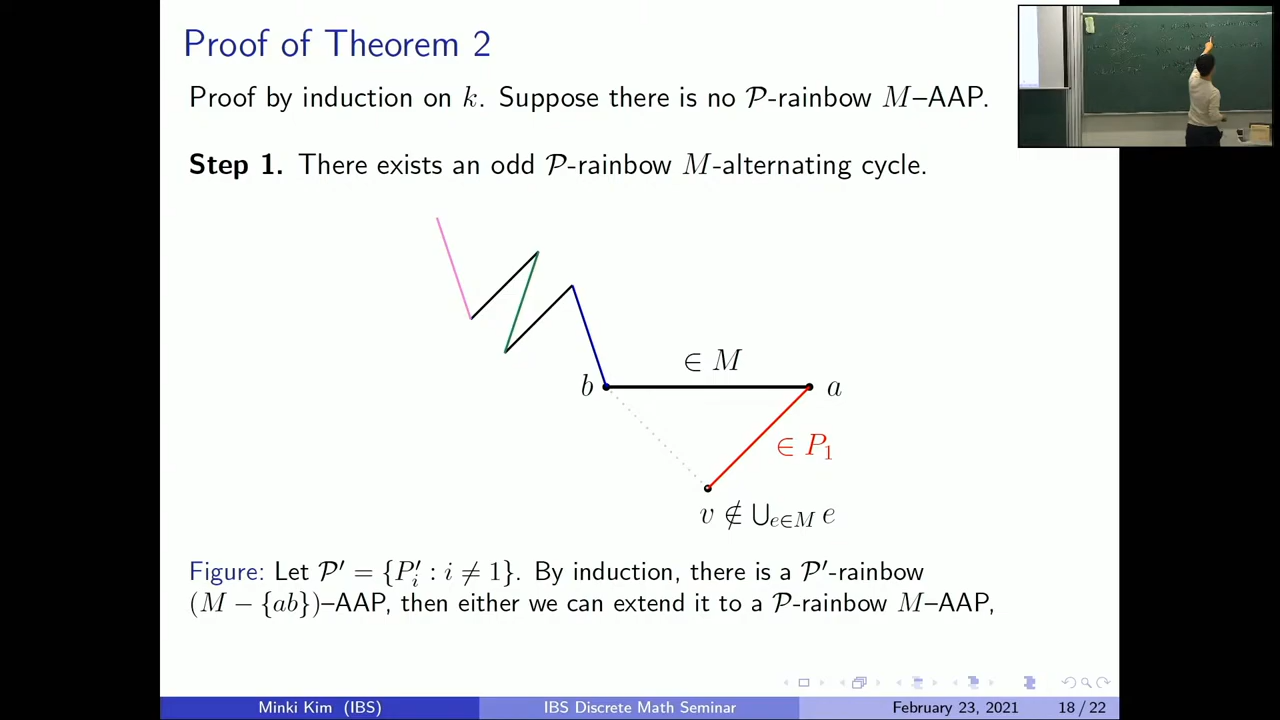 Proof of Theorem 2
Proof by induction on k. Suppose there is no 𝒫-rainbow M–AAP.
Step 1. There exists an odd 𝒫-rainbow M-alternating cycle.
∈ M
b
a
∈ P₁
v ∉ ⋃_{e∈M} e
Figure: Let 𝒫′ = {P′ᵢ : i ≠ 1}. By induction, there is a 𝒫′-rainbow
(M − {ab})–AAP, then either we can extend it to a 𝒫-rainbow M–AAP,
Minki Kim (IBS)
IBS Discrete Math Seminar
February 23, 2021
18 / 22